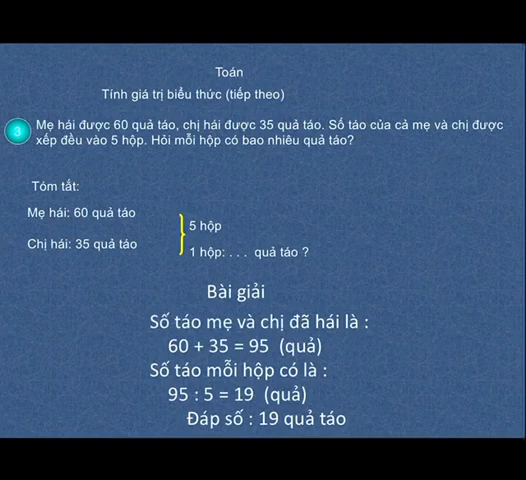 Toán
Tính giá trị biểu thức (tiếp theo)
3 Mẹ hái được 60 quả táo, chị hái được 35 quả táo. Số táo của cả mẹ và chị được
xếp đều vào 5 hộp. Hỏi mỗi hộp có bao nhiêu quả táo?
Tóm tắt:
Mẹ hái: 60 quả táo
Chị hái: 35 quả táo
5 hộp
1 hộp: . . . quả táo ?
Bài giải
Số táo mẹ và chị đã hái là :
60 + 35 = 95 (quả)
Số táo mỗi hộp có là :
95 : 5 = 19 (quả)
Đáp số : 19 quả táo